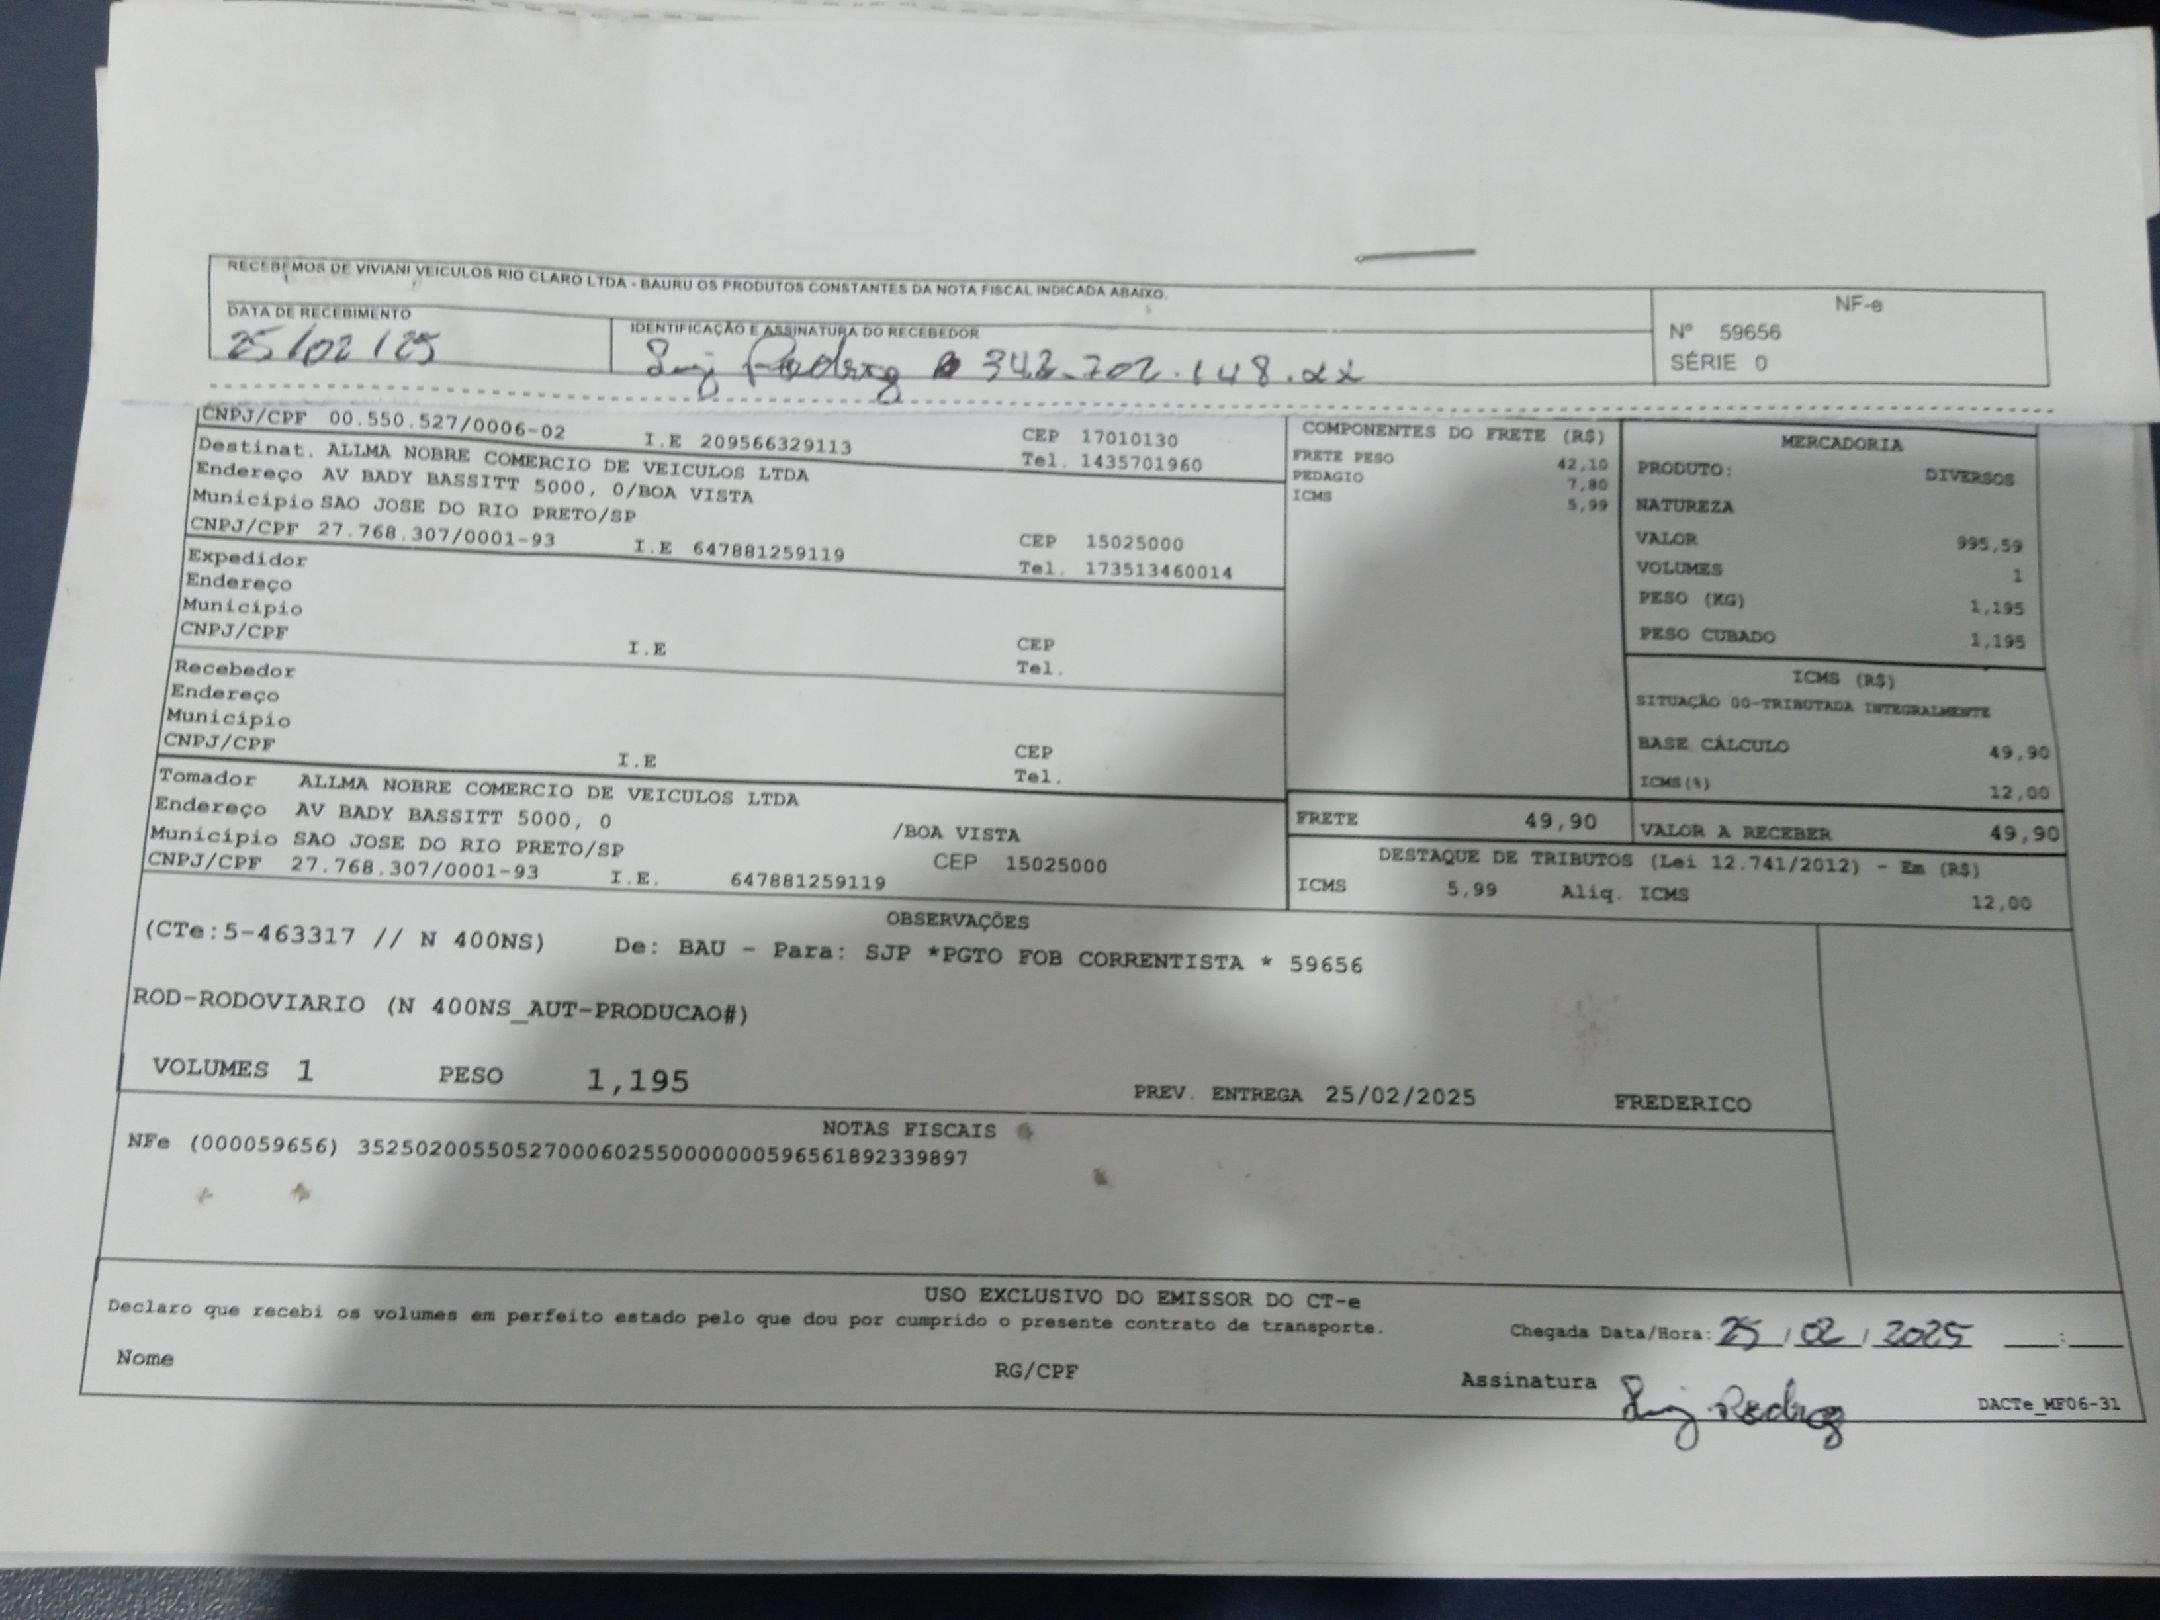 RECEBEMOS DE VIVIANI VEICULOS RIO CLARO LTDA - BAURU OS PRODUTOS CONSTANTES DA NOTA FISCAL INDICADA ABAIXO.
DATA DE RECEBIMENTO
25/02/25
IDENTIFICAÇÃO E ASSINATURA DO RECEBEDOR
342.702.148.xx
NF-e
Nº 59656
SÉRIE 0
CNPJ/CPF 00.550.527/0006-02 I.E 209566329113 CEP 17010130
Tel. 1435701960
Destinat. ALLMA NOBRE COMERCIO DE VEICULOS LTDA
Endereço AV BADY BASSITT 5000, 0/BOA VISTA
Município SAO JOSE DO RIO PRETO/SP CEP 15025000
CNPJ/CPF 27.768.307/0001-93 I.E 647881259119 Tel. 173513460014
Expedidor
Endereço
Município CEP
CNPJ/CPF I.E Tel.
Recebedor
Endereço
Município CEP
CNPJ/CPF I.E Tel.
Tomador ALLMA NOBRE COMERCIO DE VEICULOS LTDA
Endereço AV BADY BASSITT 5000, 0 /BOA VISTA
Município SAO JOSE DO RIO PRETO/SP CEP 15025000
CNPJ/CPF 27.768.307/0001-93 I.E. 647881259119
COMPONENTES DO FRETE (R$)
FRETE PESO 42,10
PEDAGIO 7,80
ICMS 5,99
FRETE 49,90
MERCADORIA
PRODUTO: DIVERSOS
NATUREZA
VALOR 995,59
VOLUMES 1
PESO (KG) 1,195
PESO CUBADO 1,195
ICMS (R$)
SITUAÇÃO 00-TRIBUTADA INTEGRALMENTE
BASE CÁLCULO 49,90
ICMS(%) 12,00
VALOR A RECEBER 49,90
DESTAQUE DE TRIBUTOS (Lei 12.741/2012) - Em (R$)
ICMS 5,99 Aliq. ICMS 12,00
OBSERVAÇÕES
(CTe:5-463317 // N 400NS) De: BAU - Para: SJP *PGTO FOB CORRENTISTA * 59656
ROD-RODOVIARIO (N 400NS_AUT-PRODUCAO#)
VOLUMES 1 PESO 1,195 PREV. ENTREGA 25/02/2025 FREDERICO
NOTAS FISCAIS
NFe (000059656) 35250200550527000602550000000596561892339897
USO EXCLUSIVO DO EMISSOR DO CT-e
Declaro que recebi os volumes em perfeito estado pelo que dou por cumprido o presente contrato de transporte.
Chegada Data/Hora: 25/02/2025 __:__
Nome RG/CPF Assinatura
DACTe_MF06-31